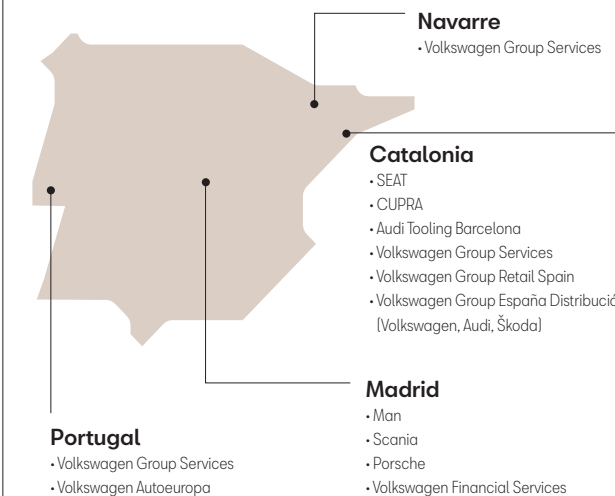 Navarre
• Volkswagen Group Services
Catalonia
• SEAT
• CUPRA
• Audi Tooling Barcelona
• Volkswagen Group Services
• Volkswagen Group Retail Spain
• Volkswagen Group España Distribució
(Volkswagen, Audi, Škoda)
Madrid
• Man
• Scania
• Porsche
• Volkswagen Financial Services
Portugal
• Volkswagen Group Services
• Volkswagen Autoeuropa